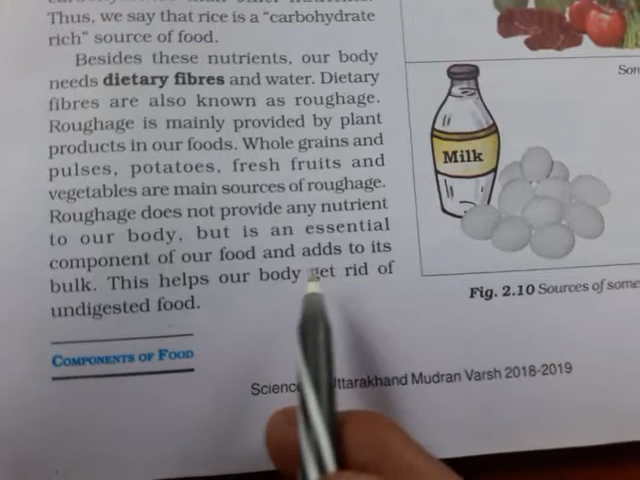 Thus, we say that rice is a “carbohydrate
rich” source of food.
Besides these nutrients, our body
needs dietary fibres and water. Dietary
fibres are also known as roughage.
Roughage is mainly provided by plant
products in our foods. Whole grains and
pulses, potatoes, fresh fruits and
vegetables are main sources of roughage.
Roughage does not provide any nutrient
to our body, but is an essential
component of our food and adds to its
bulk. This helps our body get rid of
undigested food.
COMPONENTS OF FOOD
Milk
Fig. 2.10 Sources of some
Science Uttarakhand Mudran Varsh 2018-2019